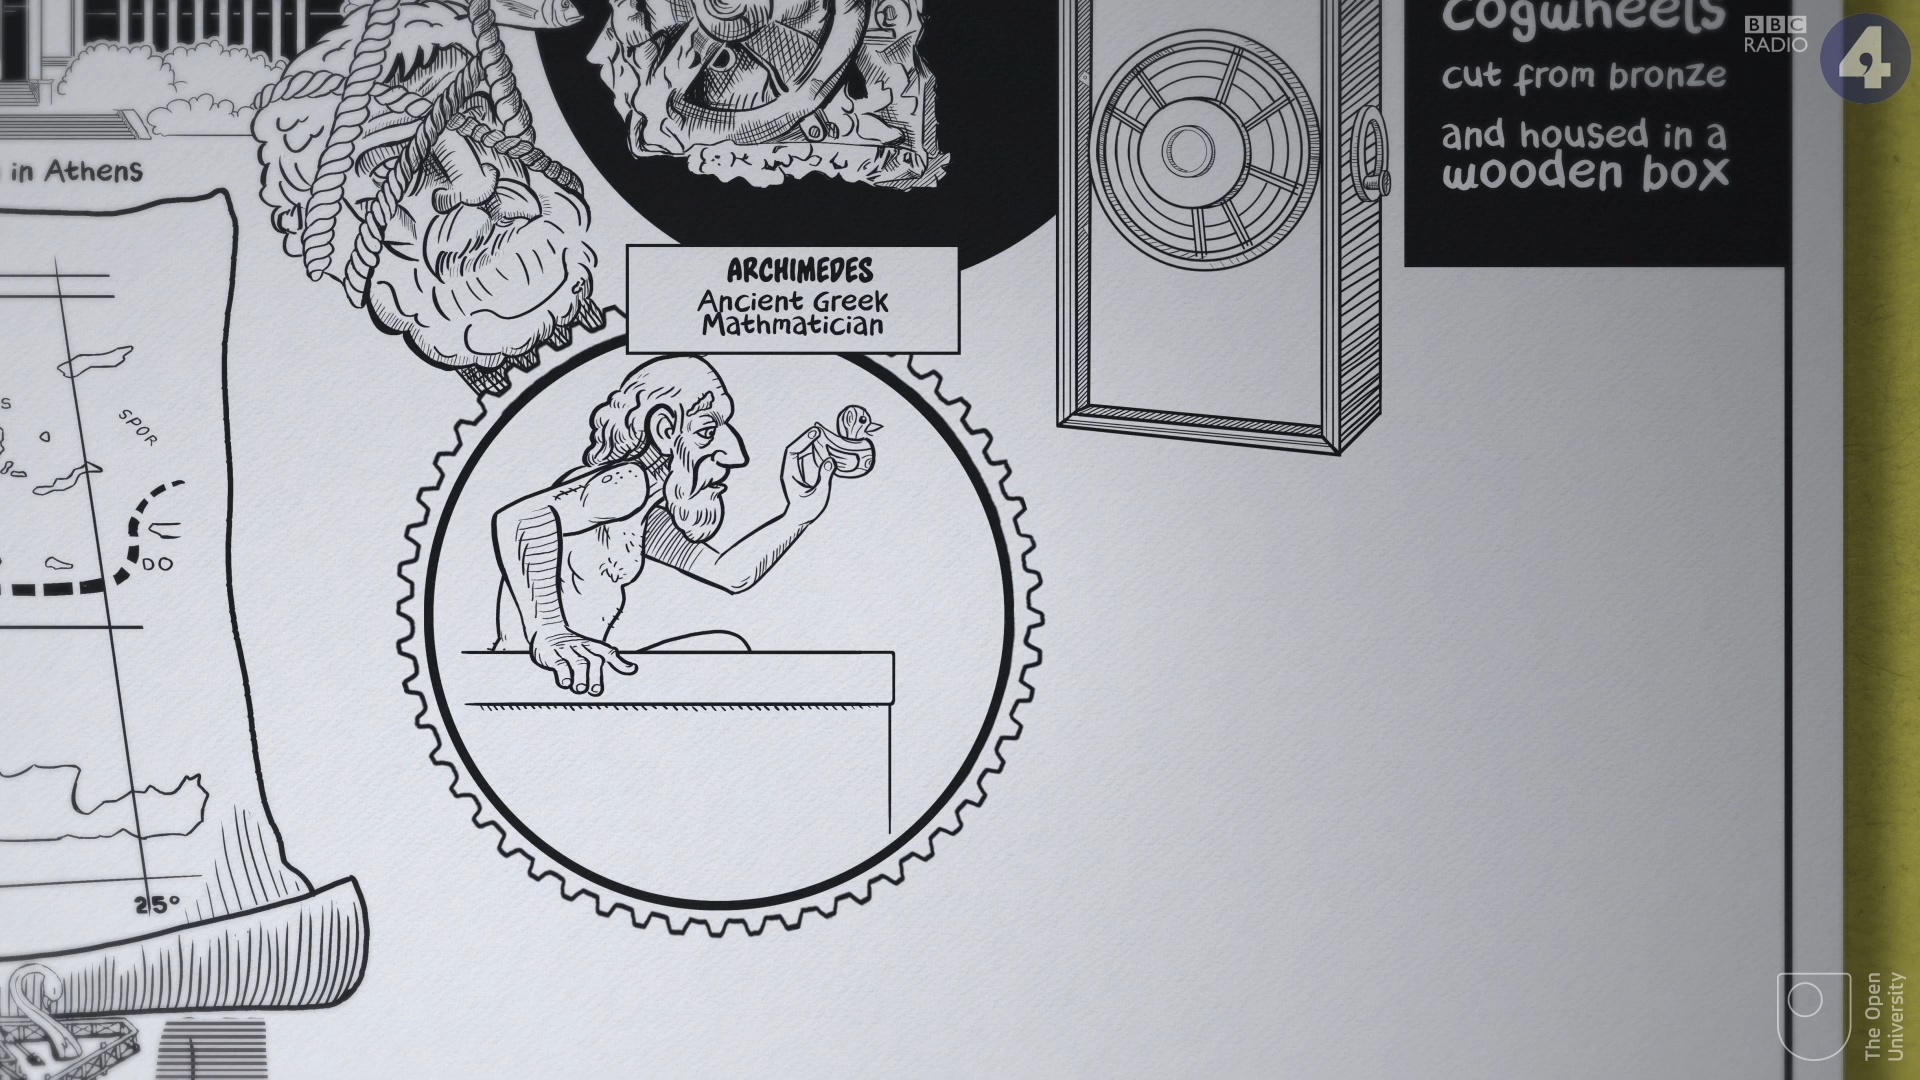 cogwheels
cut from bronze
and housed in a
wooden box
BBC
RADIO
4
in Athens
ARCHIMEDES
Ancient Greek
Mathmatician
SPOR
DO
25°
The Open
University